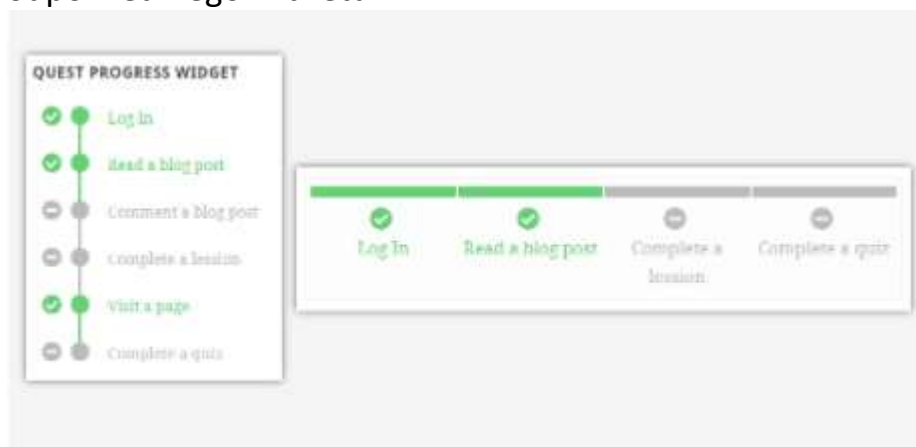 QUEST PROGRESS WIDGET
Log In
Read a blog post
Comment a blog post
Complete a lession
Visit a page
Complete a quiz
Log In
Read a blog post
Complete a
lession
Complete a quiz